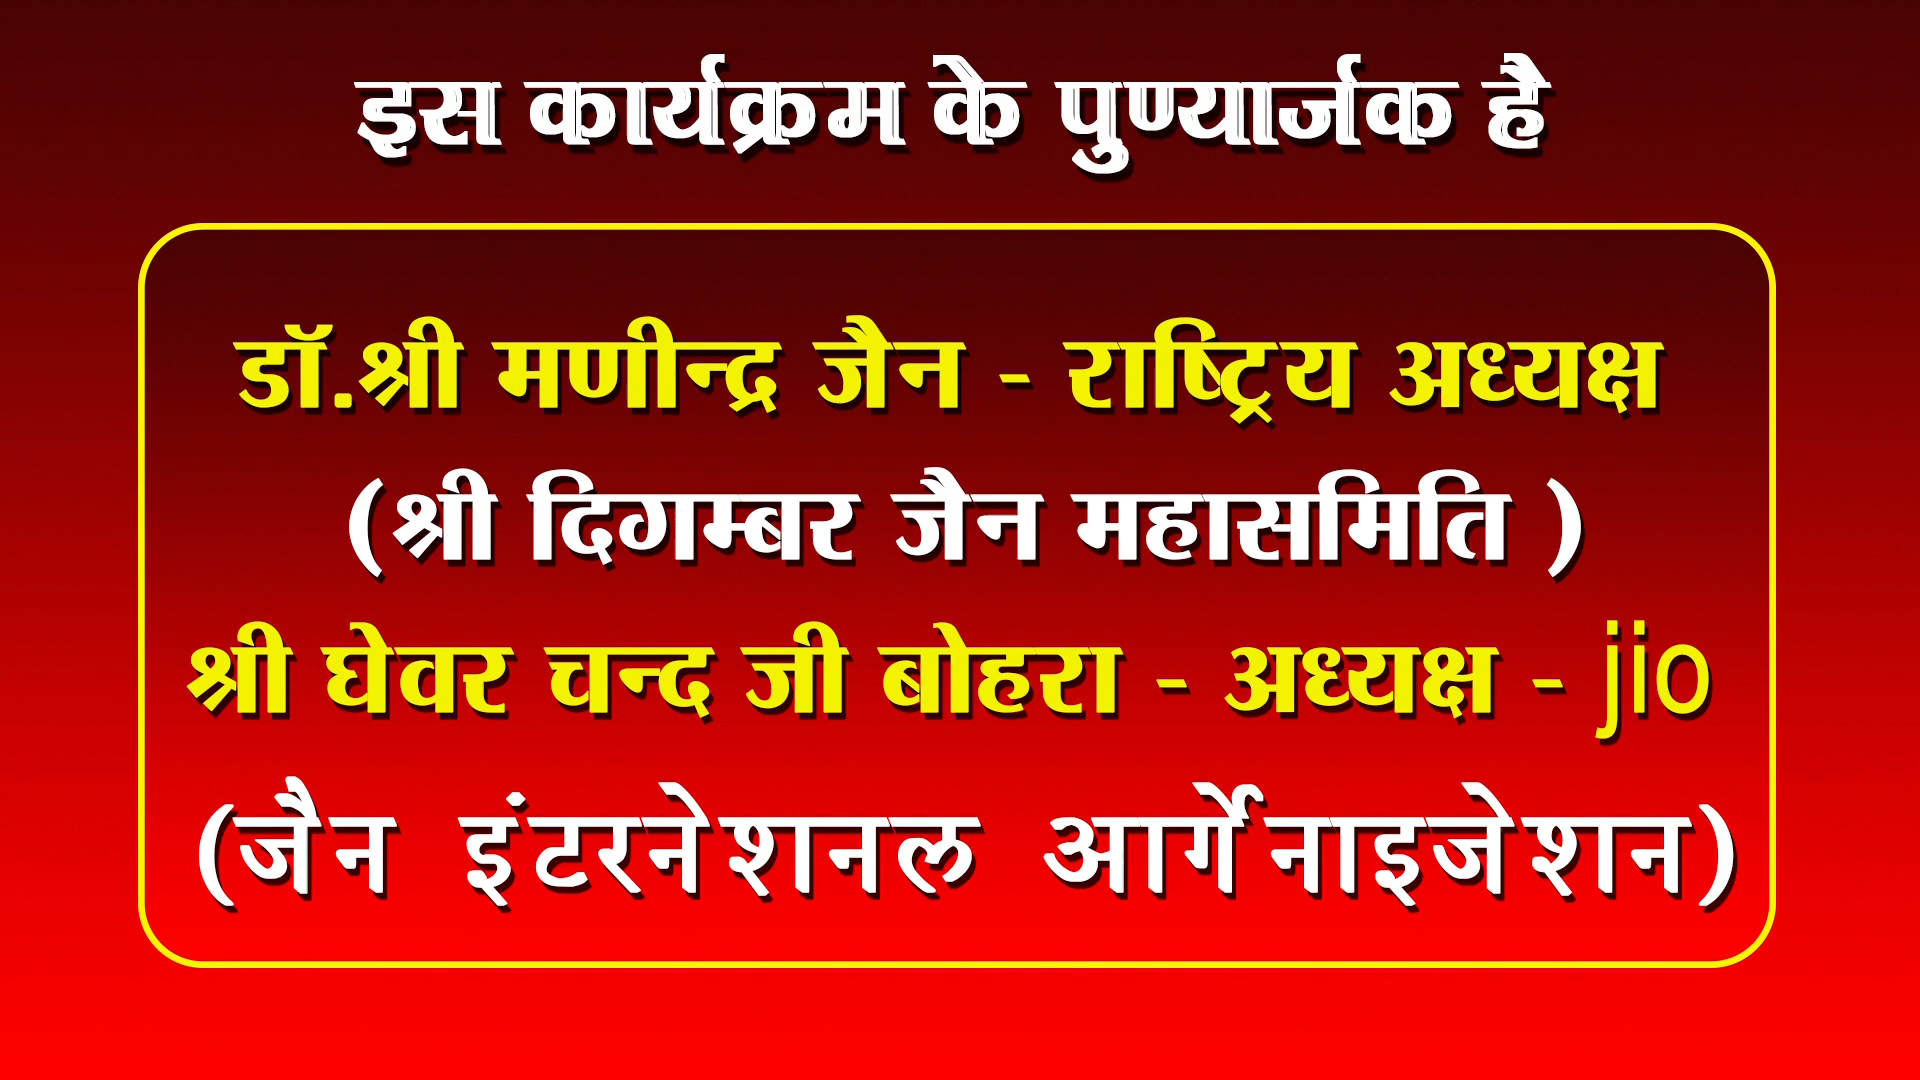 इस कार्यक्रम के पुण्यार्जक है
डॉ.श्री मणीन्द्र जैन - राष्ट्रिय अध्यक्ष
(श्री दिगम्बर जैन महासमिति )
श्री घेवर चन्द जी बोहरा - अध्यक्ष - jio
(जैन इंटरनेशनल आर्गेनाइजेशन)